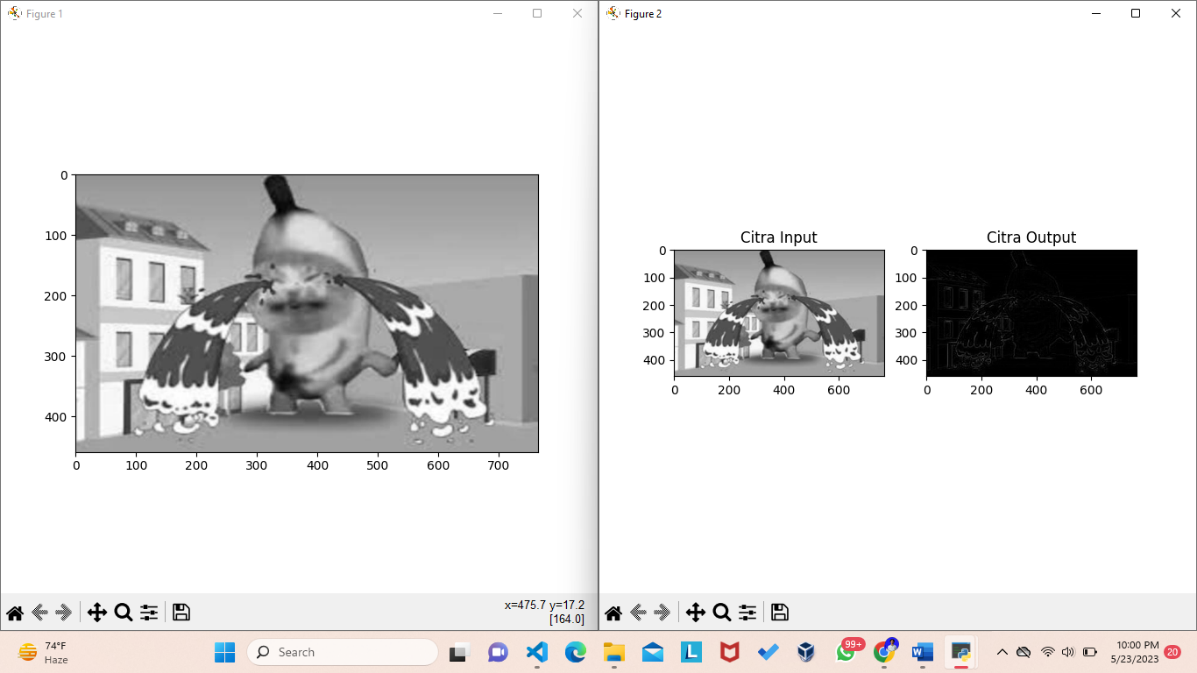 Figure 1
0
100
200
300
400
0 100 200 300 400 500 600 700
x=475.7 y=17.2
[164.0]
Figure 2
Citra Input
0
100
200
300
400
0 200 400 600
Citra Output
0
100
200
300
400
0 200 400 600
74°F
Haze
Search
L
99+
W
10:00 PM
5/23/2023
20